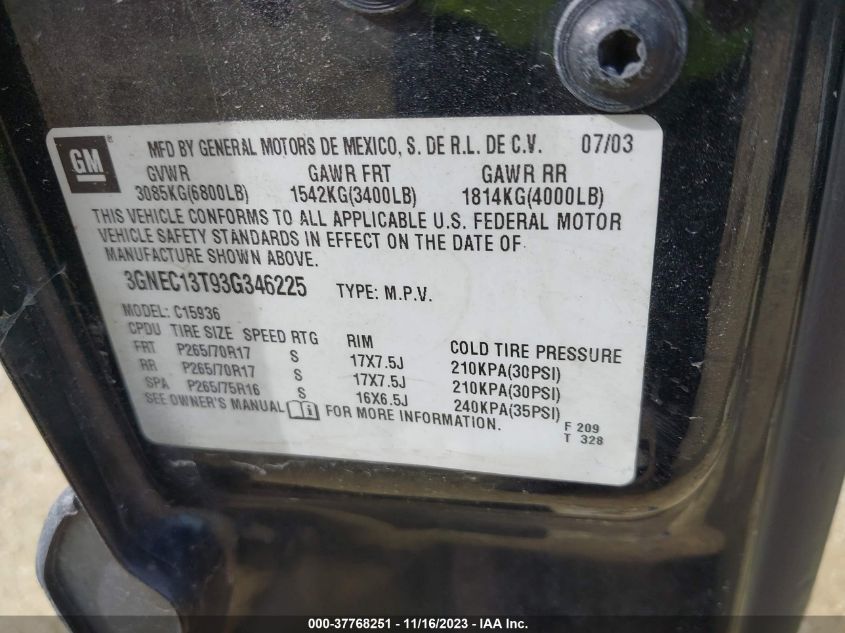 GM ® MFD BY GENERAL MOTORS DE MEXICO, S. DE R.L. DE C.V. 07/03
GVWR GAWR FRT GAWR RR
3085KG(6800LB) 1542KG(3400LB) 1814KG(4000LB)
THIS VEHICLE CONFORMS TO ALL APPLICABLE U.S. FEDERAL MOTOR
VEHICLE SAFETY STANDARDS IN EFFECT ON THE DATE OF
MANUFACTURE SHOWN ABOVE.
3GNEC13T93G346225 TYPE: M.P.V.
MODEL: C15936
CPDU TIRE SIZE SPEED RTG RIM COLD TIRE PRESSURE
FRT P265/70R17 S 17X7.5J 210KPA(30PSI)
RR P265/70R17 S 17X7.5J 210KPA(30PSI)
SPA P265/75R16 S 16X6.5J 240KPA(35PSI)
SEE OWNER'S MANUAL FOR MORE INFORMATION.
F 209
T 328
000-37768251 - 11/16/2023 - IAA Inc.